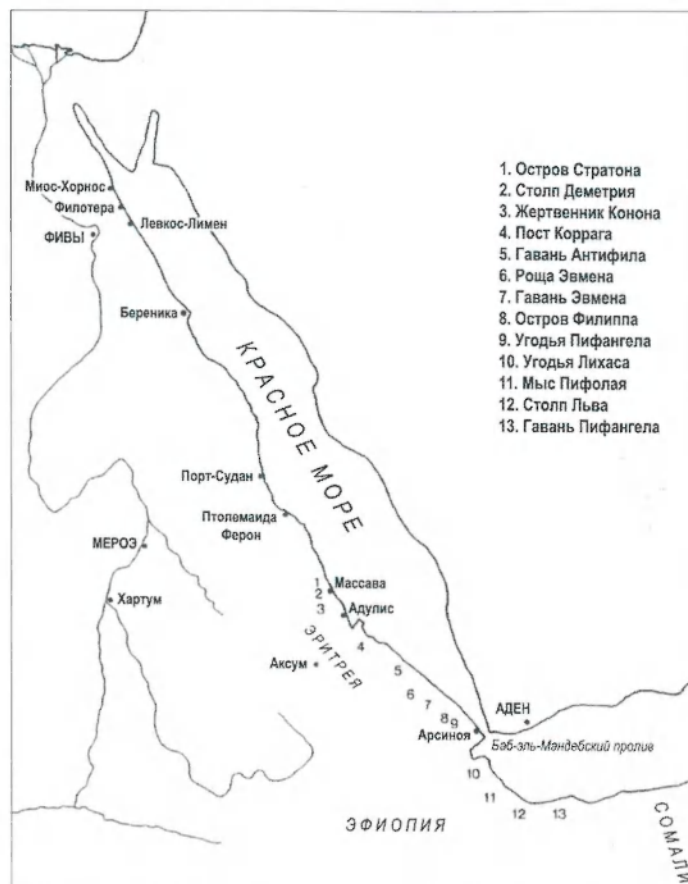 1. Остров Стратона
2. Столп Деметрия
3. Жертвенник Конона
4. Пост Коррага
5. Гавань Антифила
6. Роща Эвмена
7. Гавань Эвмена
8. Остров Филиппа
9. Угодья Пифангела
10. Угодья Лихаса
11. Мыс Пифолая
12. Столп Льва
13. Гавань Пифангела
Миос-Хорнос
Филотера
Левкос-Лимен
ФИВЫ
Береника
КРАСНОЕ МОРЕ
Порт-Судан
Птолемаида
Ферон
МЕРОЭ
Хартум
1
Массава
2
3
Адулис
ЭРИТРЕЯ
4
Аксум
5
6
7
8
9
Арсиноя
АДЕН
Баб-эль-Мандебский пролив
10
11
12
13
ЭФИОПИЯ
СОМАЛИ